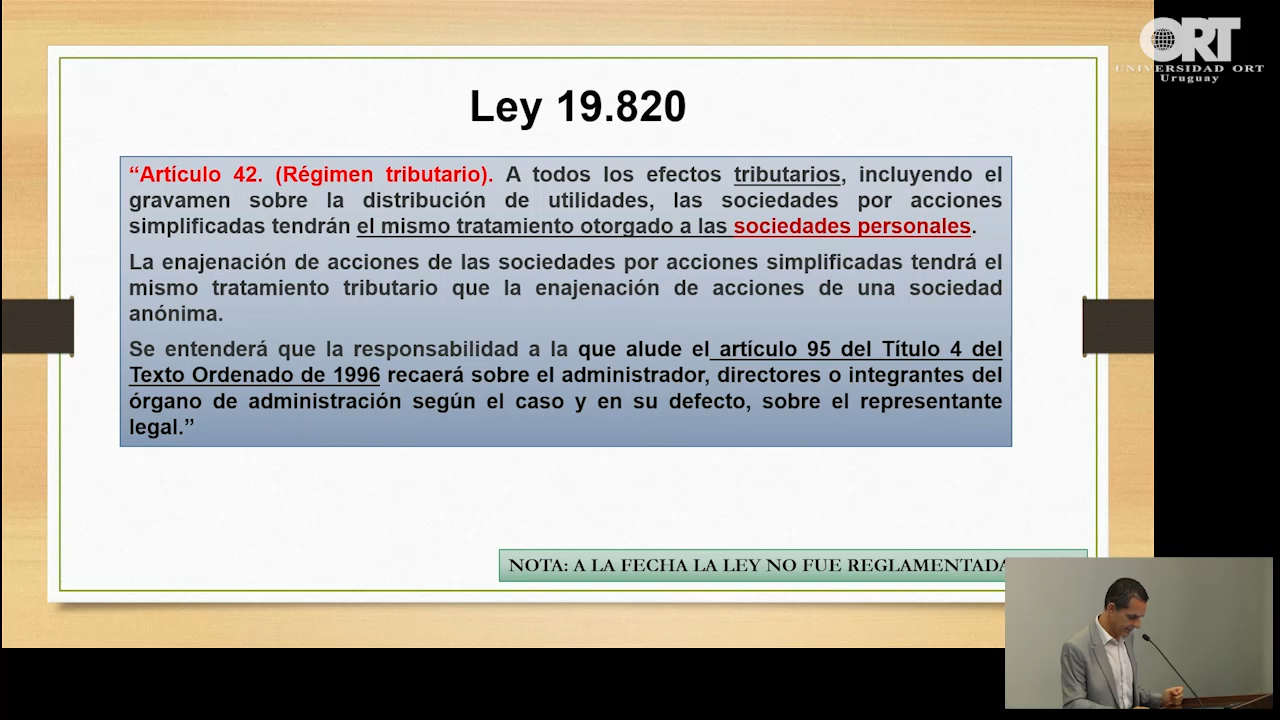 ORT
UNIVERSIDAD ORT
Uruguay
Ley 19.820
“Artículo 42. (Régimen tributario). A todos los efectos tributarios, incluyendo el
gravamen sobre la distribución de utilidades, las sociedades por acciones
simplificadas tendrán el mismo tratamiento otorgado a las sociedades personales.
La enajenación de acciones de las sociedades por acciones simplificadas tendrá el
mismo tratamiento tributario que la enajenación de acciones de una sociedad
anónima.
Se entenderá que la responsabilidad a la que alude el artículo 95 del Título 4 del
Texto Ordenado de 1996 recaerá sobre el administrador, directores o integrantes del
órgano de administración según el caso y en su defecto, sobre el representante
legal.”
NOTA: A LA FECHA LA LEY NO FUE REGLAMENTADA